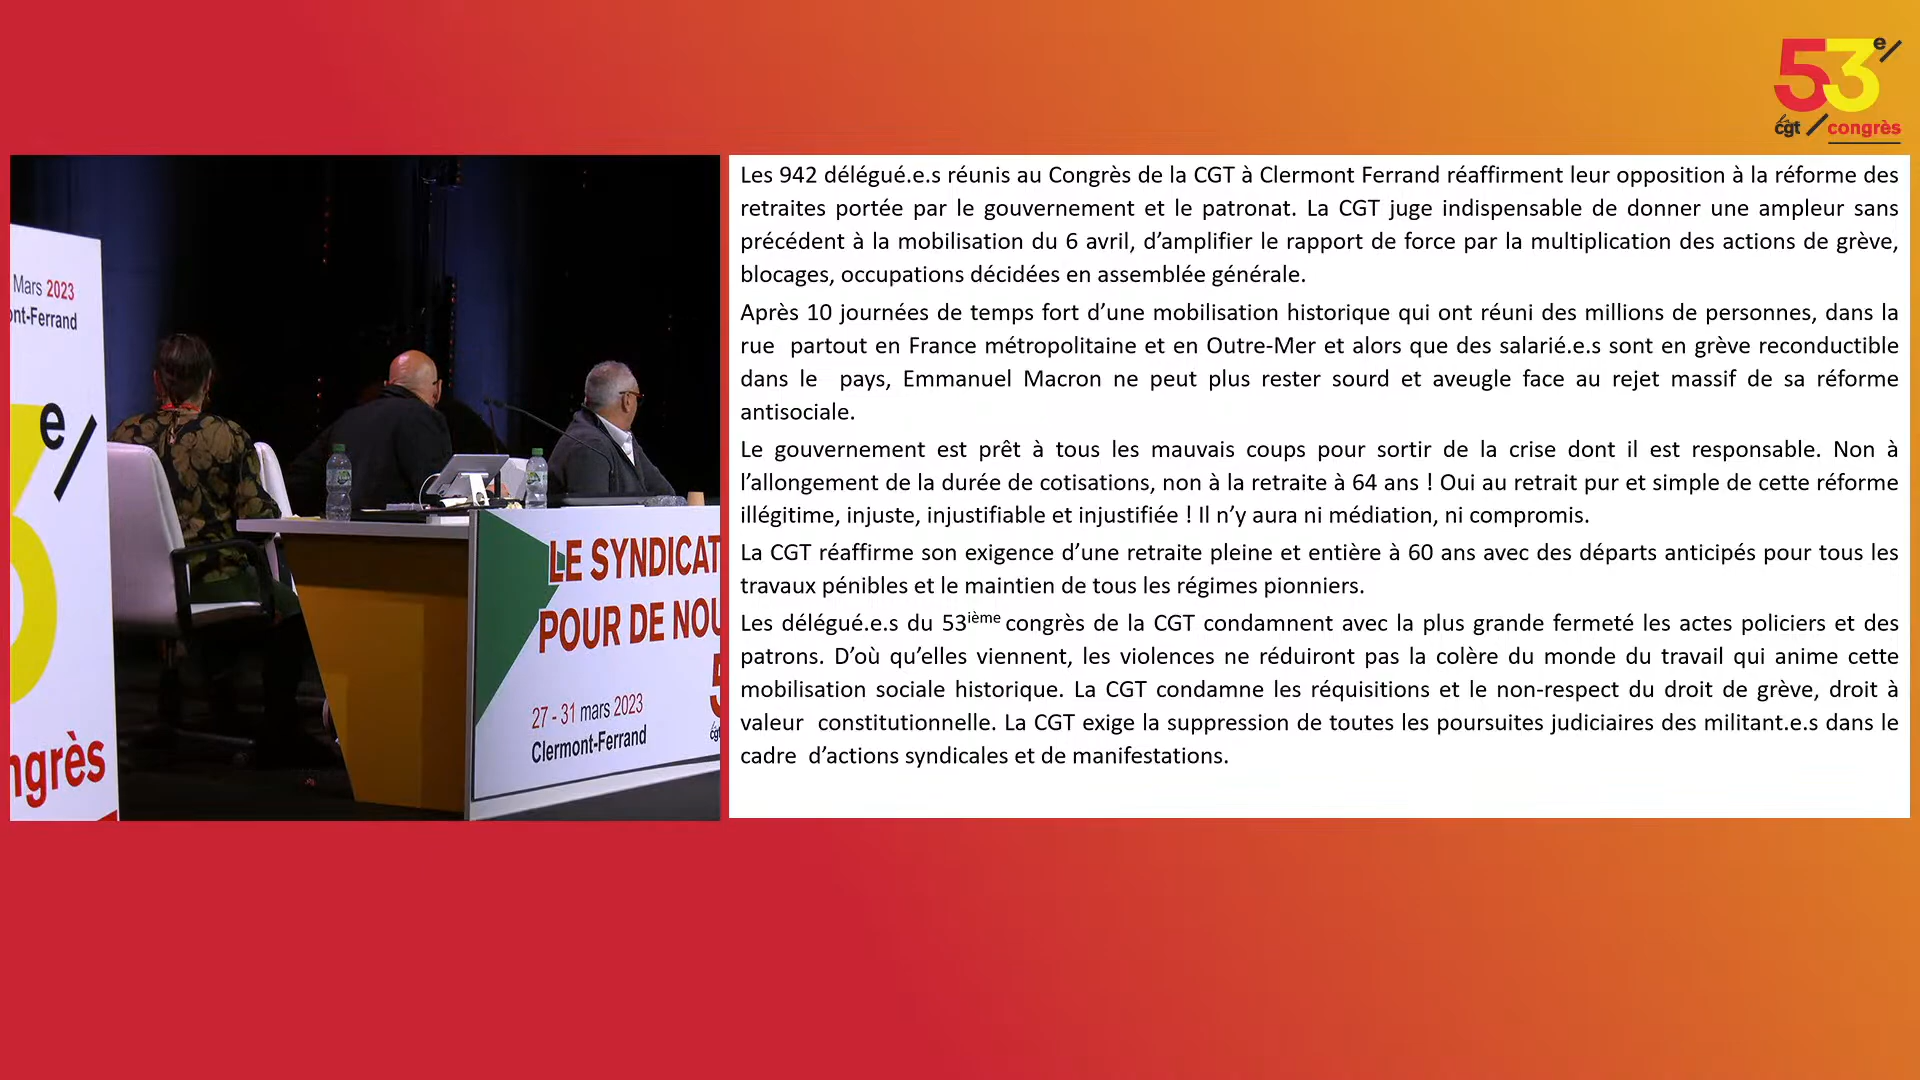 53e/
la cgt / congrès
Mars 2023
ont-Ferrand
e/
ngrès
LE SYNDICAT
POUR DE NOU
27 - 31 mars 2023
Clermont-Ferrand
cgt
Les 942 délégué.e.s réunis au Congrès de la CGT à Clermont Ferrand réaffirment leur opposition à la réforme des
retraites portée par le gouvernement et le patronat. La CGT juge indispensable de donner une ampleur sans
précédent à la mobilisation du 6 avril, d’amplifier le rapport de force par la multiplication des actions de grève,
blocages, occupations décidées en assemblée générale.
Après 10 journées de temps fort d’une mobilisation historique qui ont réuni des millions de personnes, dans la
rue partout en France métropolitaine et en Outre-Mer et alors que des salarié.e.s sont en grève reconductible
dans le pays, Emmanuel Macron ne peut plus rester sourd et aveugle face au rejet massif de sa réforme
antisociale.
Le gouvernement est prêt à tous les mauvais coups pour sortir de la crise dont il est responsable. Non à
l’allongement de la durée de cotisations, non à la retraite à 64 ans ! Oui au retrait pur et simple de cette réforme
illégitime, injuste, injustifiable et injustifiée ! Il n’y aura ni médiation, ni compromis.
La CGT réaffirme son exigence d’une retraite pleine et entière à 60 ans avec des départs anticipés pour tous les
travaux pénibles et le maintien de tous les régimes pionniers.
Les délégué.e.s du 53ième congrès de la CGT condamnent avec la plus grande fermeté les actes policiers et des
patrons. D’où qu’elles viennent, les violences ne réduiront pas la colère du monde du travail qui anime cette
mobilisation sociale historique. La CGT condamne les réquisitions et le non-respect du droit de grève, droit à
valeur constitutionnelle. La CGT exige la suppression de toutes les poursuites judiciaires des militant.e.s dans le
cadre d’actions syndicales et de manifestations.